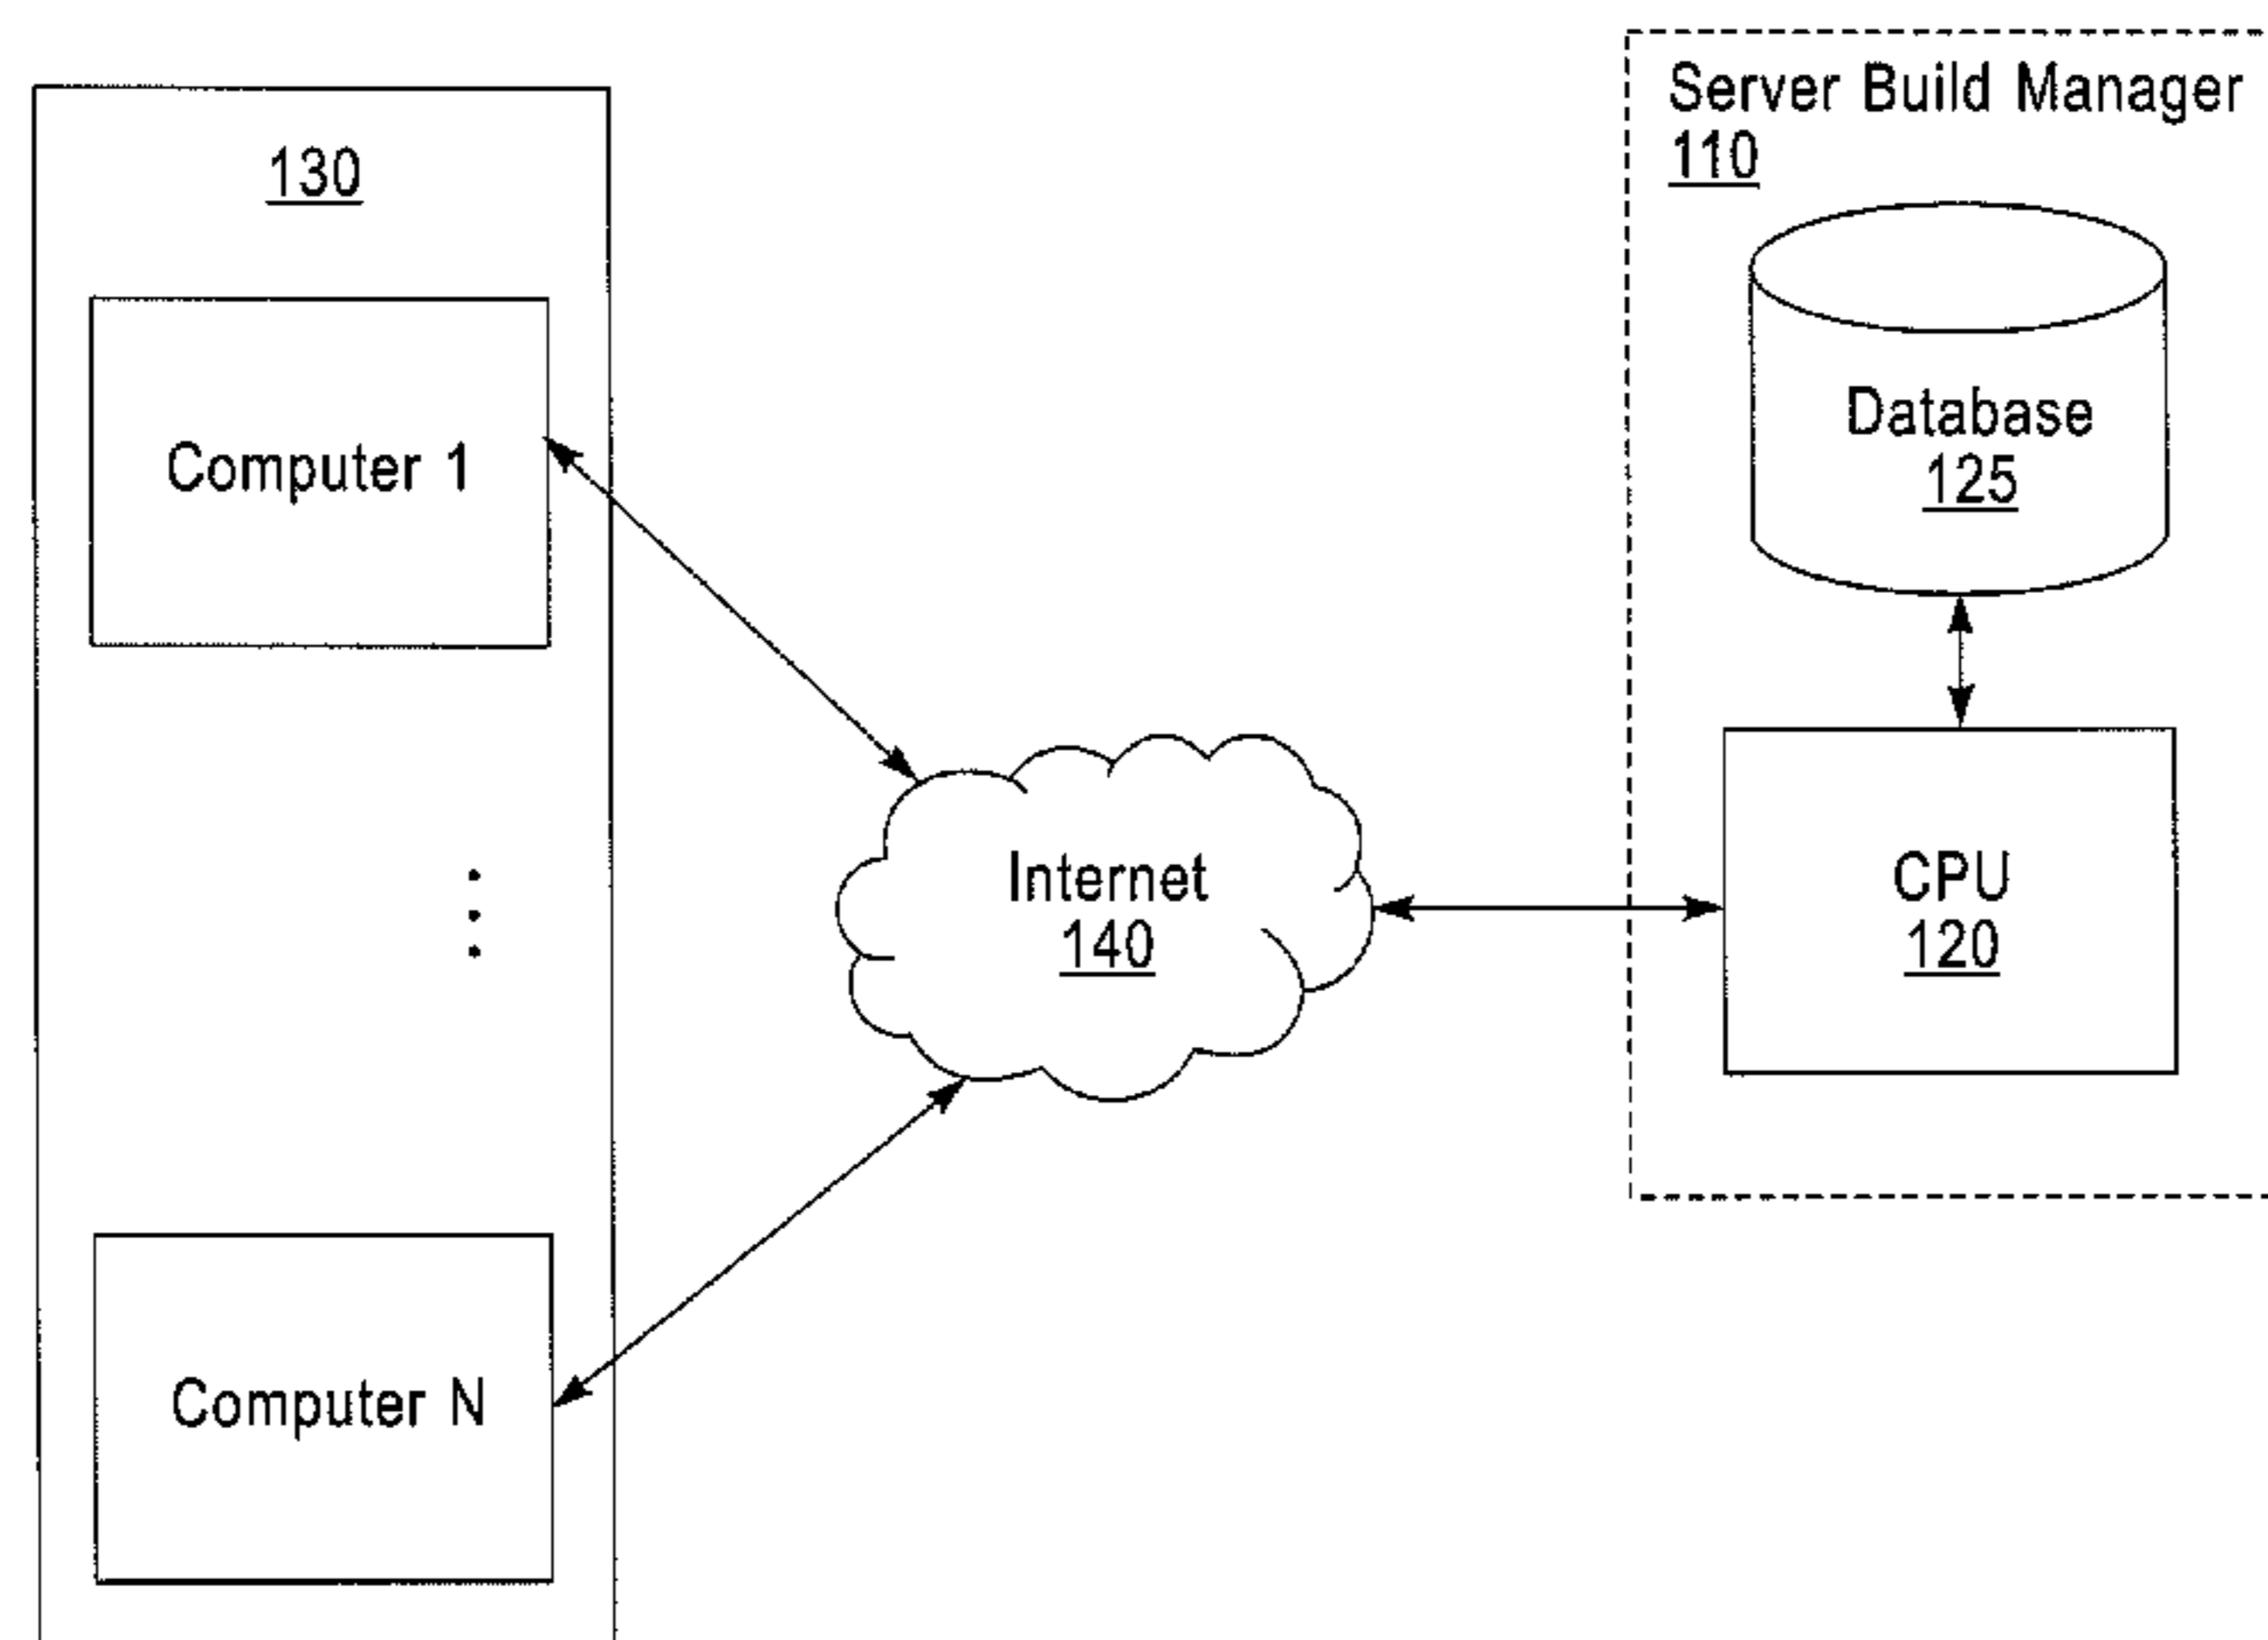 130
Computer 1
Computer N
Internet
140
Server Build Manager
110
Database
125
CPU
120